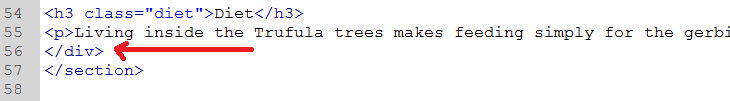 54 <h3 class="diet">Diet</h3>
55 <p>Living inside the Trufula trees makes feeding simply for the gerbi
56 </div>
57 </section>
58